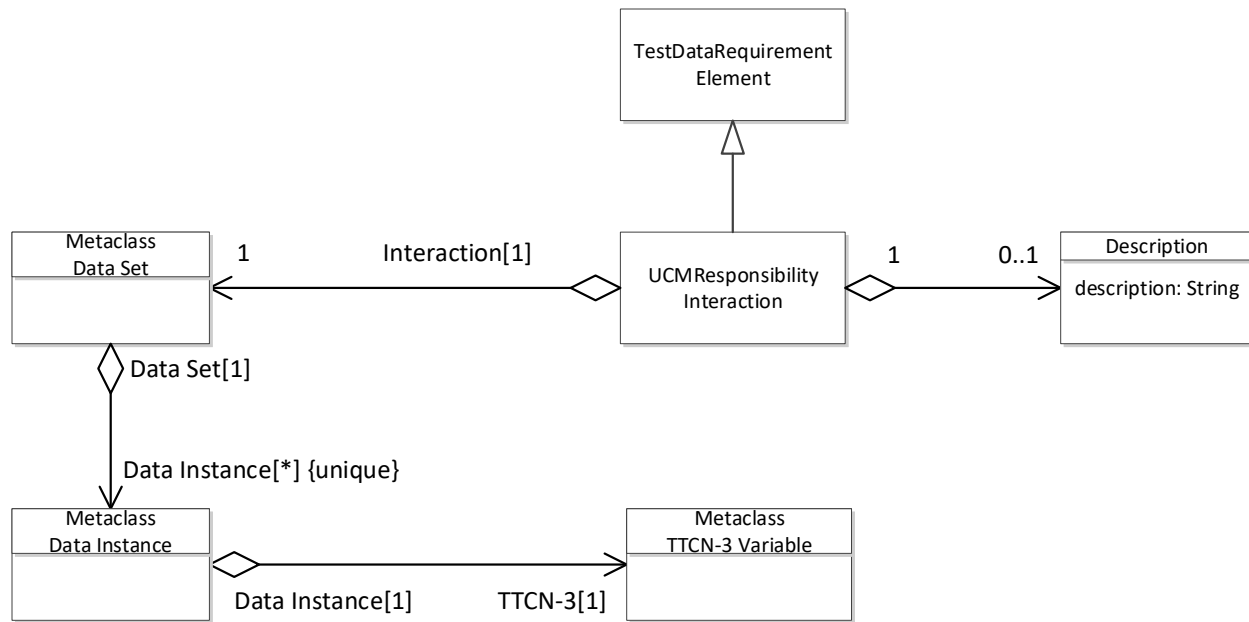 TestDataRequirement
Element
Metaclass
Data Set
1
Interaction[1]
UCMResponsibility
Interaction
1
0..1
Description
description: String
Data Set[1]
Data Instance[*] {unique}
Metaclass
Data Instance
Metaclass
TTCN-3 Variable
Data Instance[1]
TTCN-3[1]